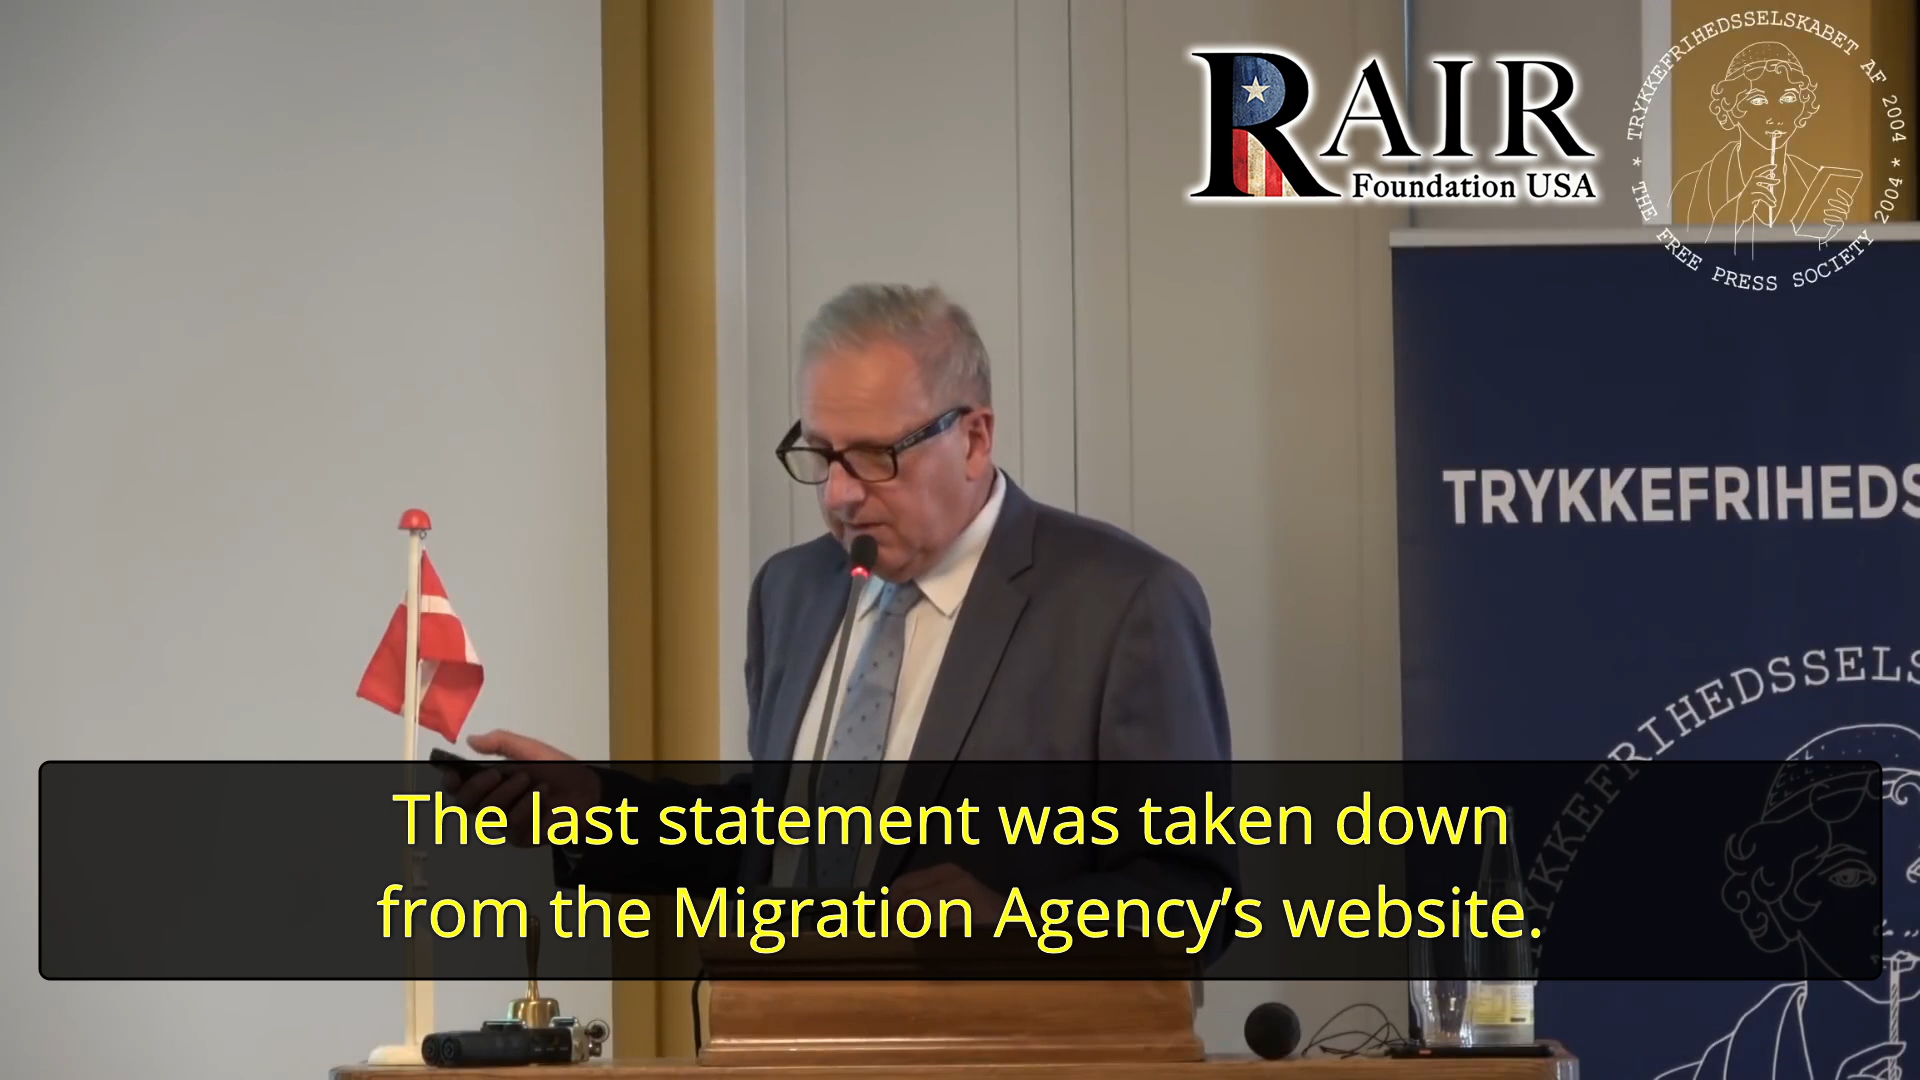 RAIR
Foundation USA
* TRYKKEFRIHEDSSELSKABET AF 2004 *
THE FREE PRESS SOCIETY 2004
TRYKKEFRIHEDS
TRYKKEFRIHEDSSELS
The last statement was taken down
from the Migration Agency’s website.